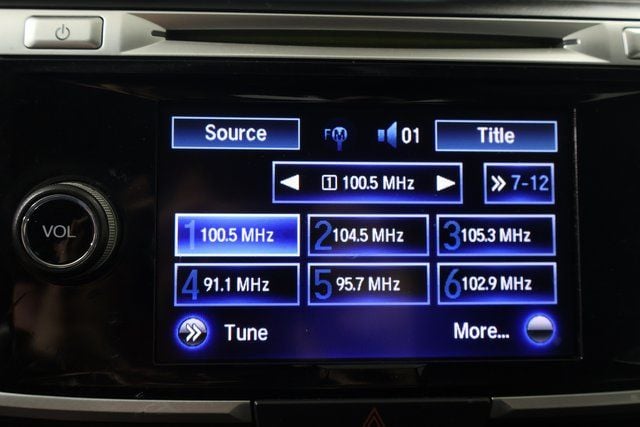 Source FM 01 Title
1 100.5 MHz 7-12
1 100.5 MHz 2 104.5 MHz 3 105.3 MHz
VOL
4 91.1 MHz 5 95.7 MHz 6 102.9 MHz
Tune More...